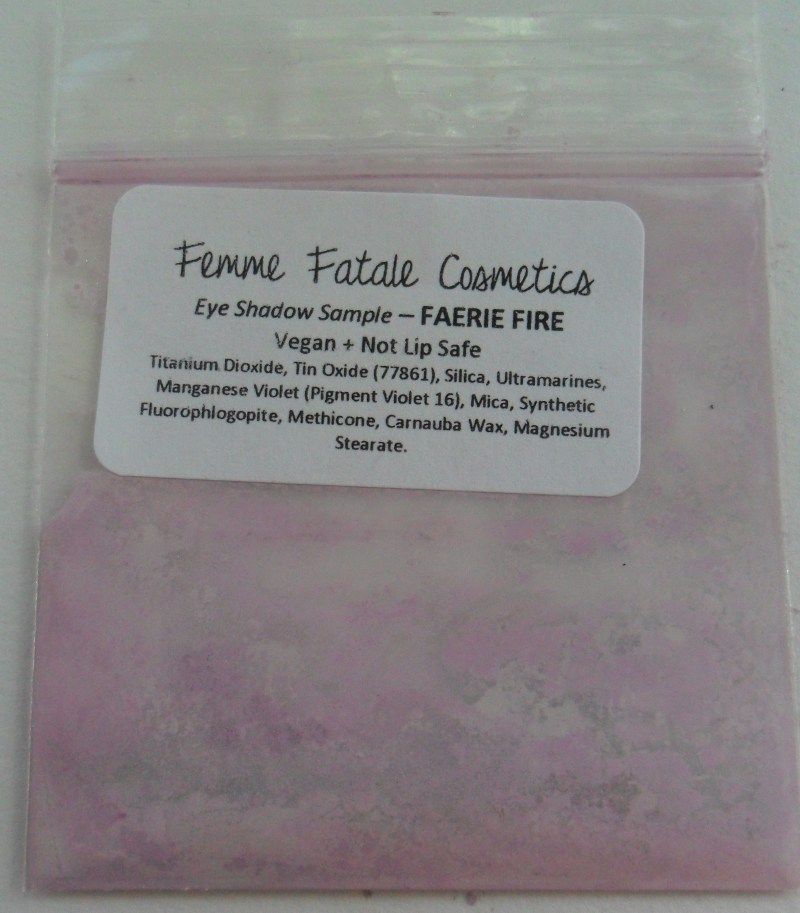 Femme Fatale Cosmetics
Eye Shadow Sample – FAERIE FIRE
Vegan + Not Lip Safe
Titanium Dioxide, Tin Oxide (77861), Silica, Ultramarines,
Manganese Violet (Pigment Violet 16), Mica, Synthetic
Fluorophlogopite, Methicone, Carnauba Wax, Magnesium
Stearate.